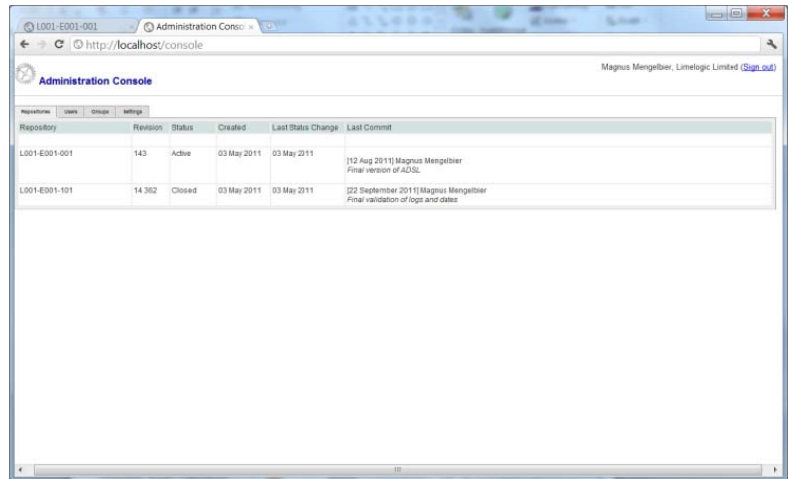 L001-E001-001
Administration Conso
http://localhost/console
Magnus Mengelbier, Limelogic Limited (Sign out)
Administration Console
Repositories Users Groups Settings
Repository Revision Status Created Last Status Change Last Commit
L001-E001-001 143 Active 03 May 2011 03 May 2011
[12 Aug 2011] Magnus Mengelbier
Final version of ADSL
L001-E001-101 14 362 Closed 03 May 2011 03 May 2011 [22 September 2011] Magnus Mengelbier
Final validation of logs and dates